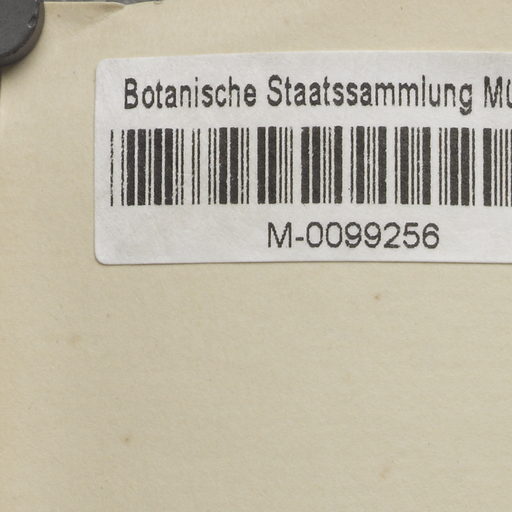 Botanische Staatssammlung MÜ
M-0099256